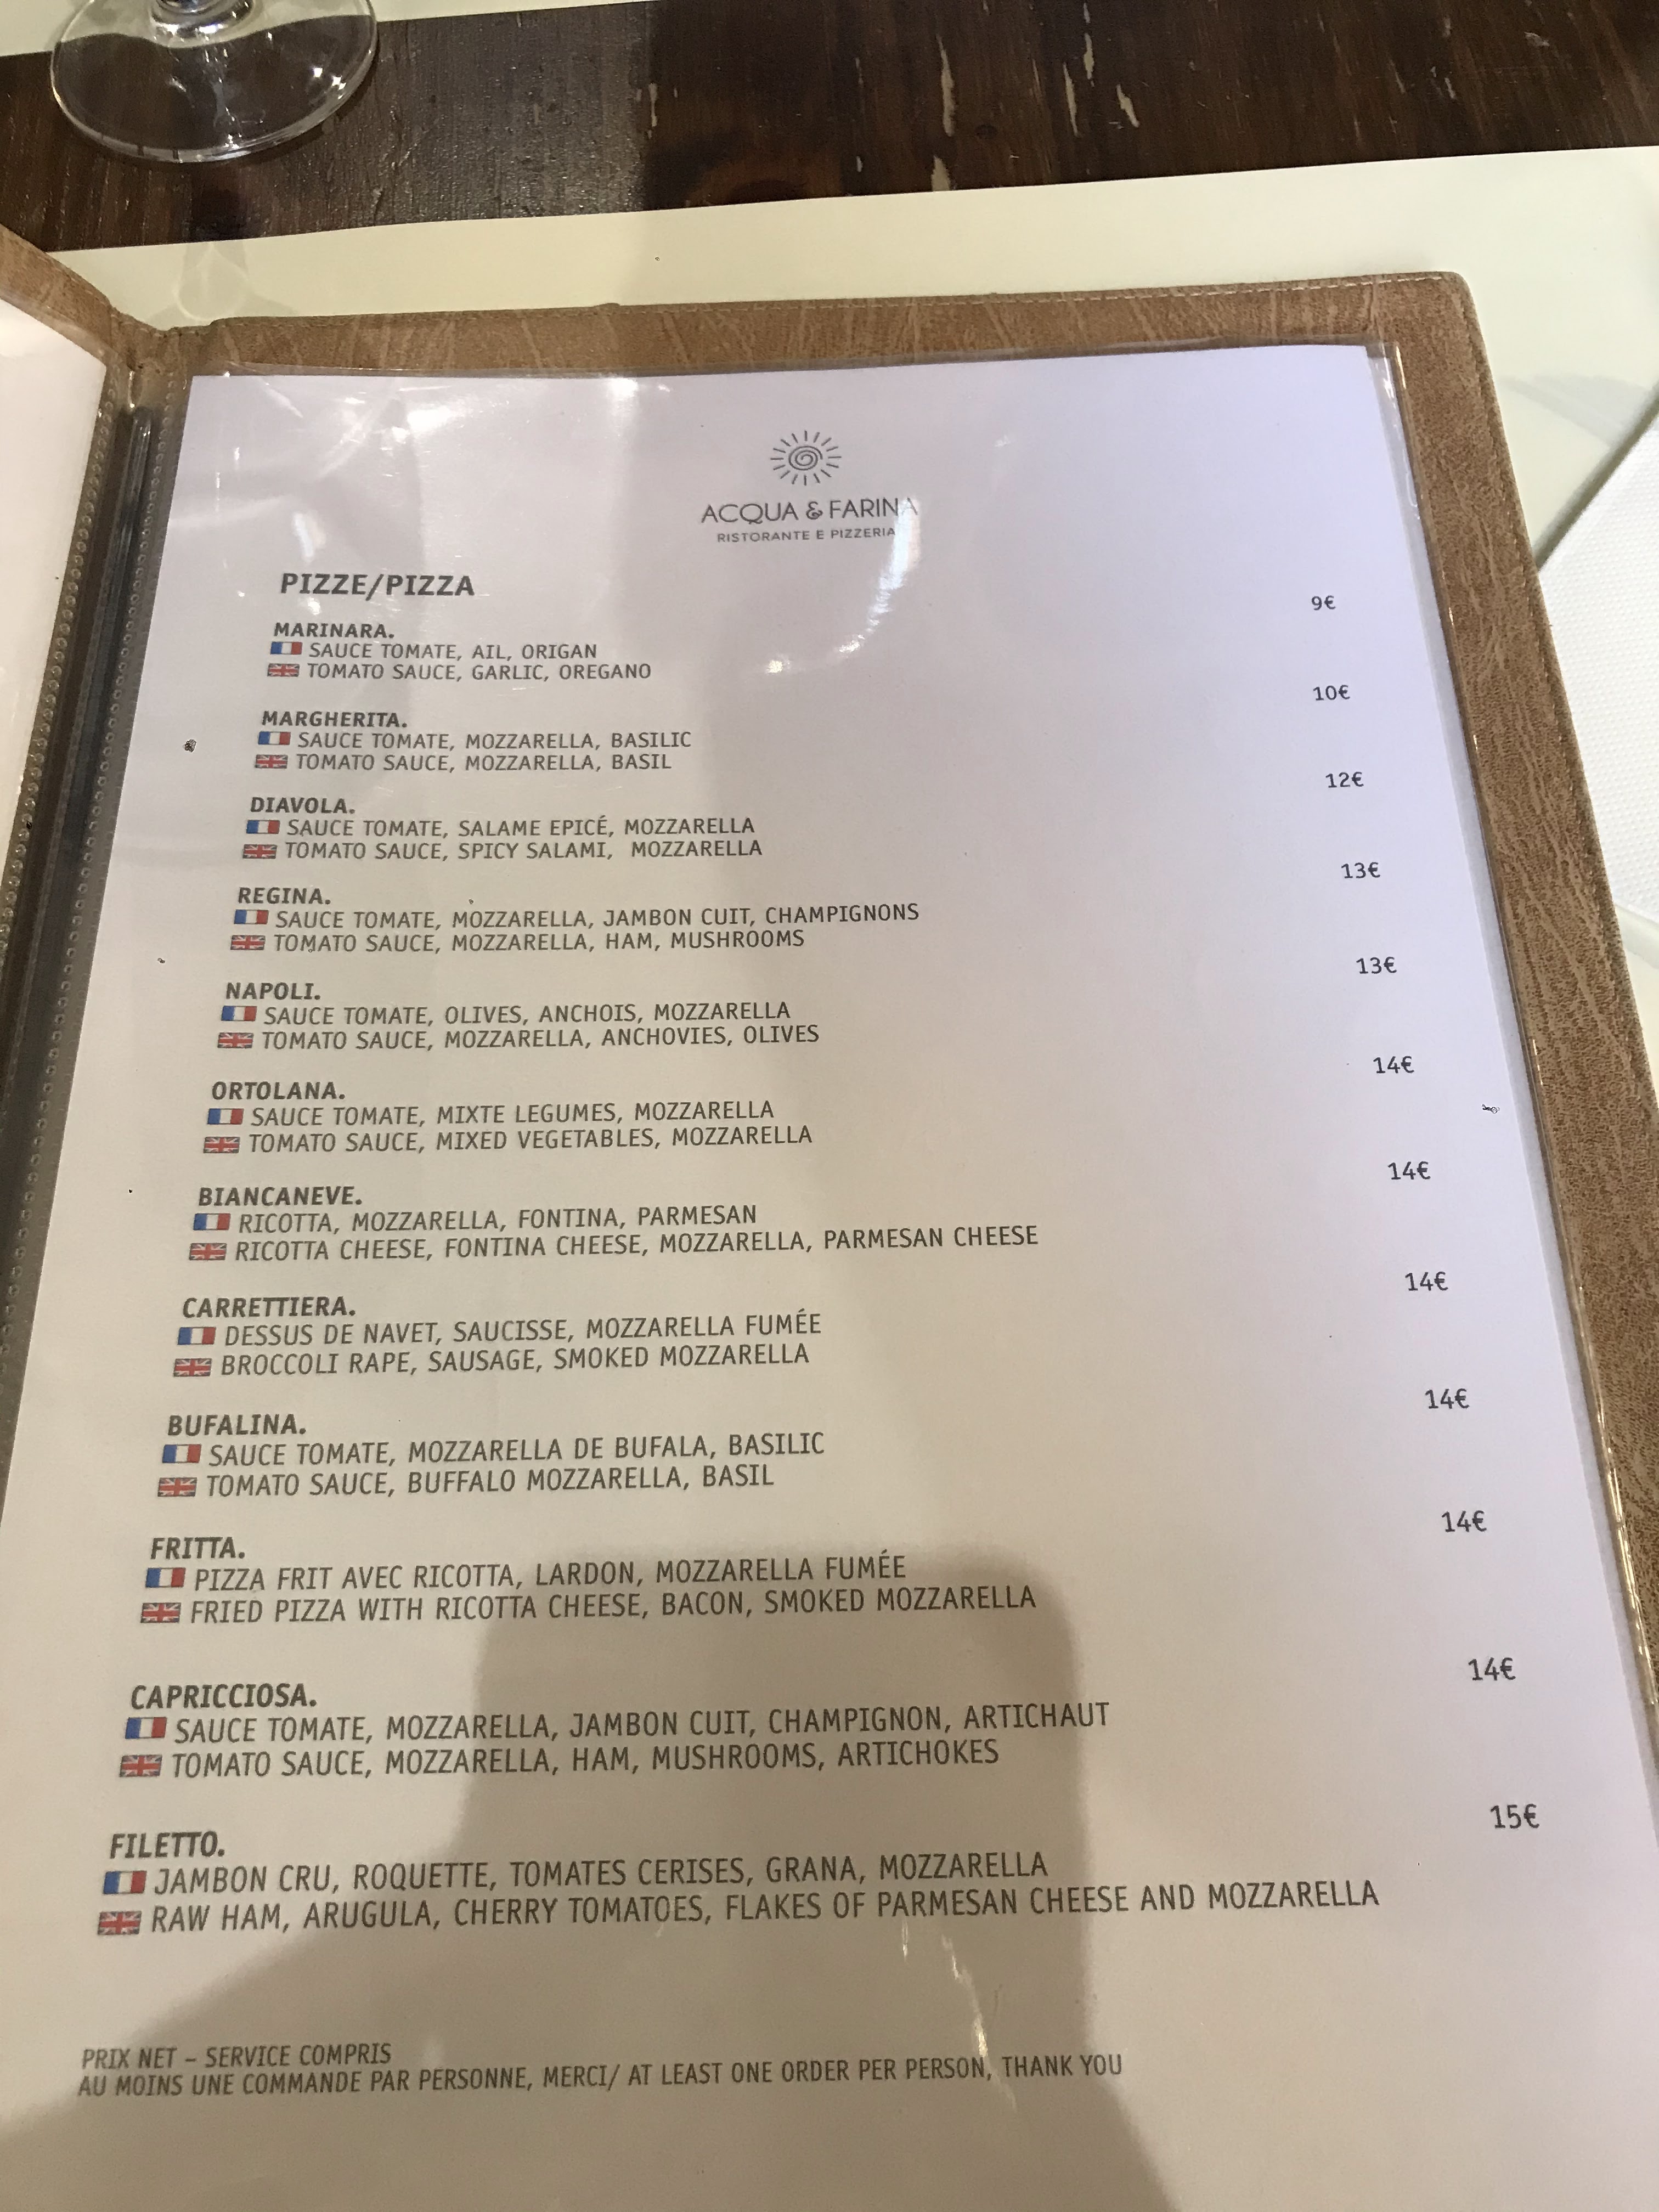 ACQUA & FARINA
RISTORANTE E PIZZERIA
PIZZE/PIZZA
9€
MARINARA.
SAUCE TOMATE, AIL, ORIGAN
TOMATO SAUCE, GARLIC, OREGANO
10€
MARGHERITA.
SAUCE TOMATE, MOZZARELLA, BASILIC
TOMATO SAUCE, MOZZARELLA, BASIL
12€
DIAVOLA.
SAUCE TOMATE, SALAME EPICÉ, MOZZARELLA
TOMATO SAUCE, SPICY SALAMI, MOZZARELLA
13€
REGINA.
SAUCE TOMATE, MOZZARELLA, JAMBON CUIT, CHAMPIGNONS
TOMATO SAUCE, MOZZARELLA, HAM, MUSHROOMS
13€
NAPOLI.
SAUCE TOMATE, OLIVES, ANCHOIS, MOZZARELLA
TOMATO SAUCE, MOZZARELLA, ANCHOVIES, OLIVES
14€
ORTOLANA.
SAUCE TOMATE, MIXTE LEGUMES, MOZZARELLA
TOMATO SAUCE, MIXED VEGETABLES, MOZZARELLA
14€
BIANCANEVE.
RICOTTA, MOZZARELLA, FONTINA, PARMESAN
RICOTTA CHEESE, FONTINA CHEESE, MOZZARELLA, PARMESAN CHEESE
14€
CARRETTIERA.
DESSUS DE NAVET, SAUCISSE, MOZZARELLA FUMÉE
BROCCOLI RAPE, SAUSAGE, SMOKED MOZZARELLA
14€
BUFALINA.
SAUCE TOMATE, MOZZARELLA DE BUFALA, BASILIC
TOMATO SAUCE, BUFFALO MOZZARELLA, BASIL
14€
FRITTA.
PIZZA FRIT AVEC RICOTTA, LARDON, MOZZARELLA FUMÉE
FRIED PIZZA WITH RICOTTA CHEESE, BACON, SMOKED MOZZARELLA
14€
CAPRICCIOSA.
SAUCE TOMATE, MOZZARELLA, JAMBON CUIT, CHAMPIGNON, ARTICHAUT
TOMATO SAUCE, MOZZARELLA, HAM, MUSHROOMS, ARTICHOKES
15€
FILETTO.
JAMBON CRU, ROQUETTE, TOMATES CERISES, GRANA, MOZZARELLA
RAW HAM, ARUGULA, CHERRY TOMATOES, FLAKES OF PARMESAN CHEESE AND MOZZARELLA
PRIX NET – SERVICE COMPRIS
AU MOINS UNE COMMANDE PAR PERSONNE, MERCI/ AT LEAST ONE ORDER PER PERSON, THANK YOU